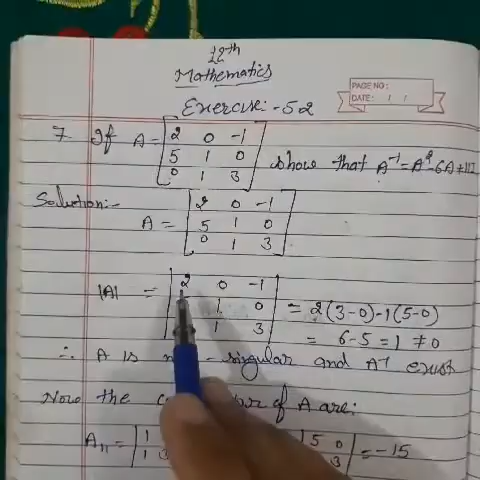 12th
Mathematics
PAGE NO:
DATE: / /
Exercise:-52
7. If A = [2 0 -1
5 1 0
0 1 3] show that A⁻¹ = A² - 6A + 11I
Solution:-
A = [2 0 -1
5 1 0
0 1 3]
|A| = |2 0 -1
1 0
1 3| = 2(3-0)-1(5-0)
= 6-5 = 1 ≠ 0
∴ A is singular and A⁻¹ exist
Now the of A are:
A₁₁ = |1
1 3 |5 0
3| = -15